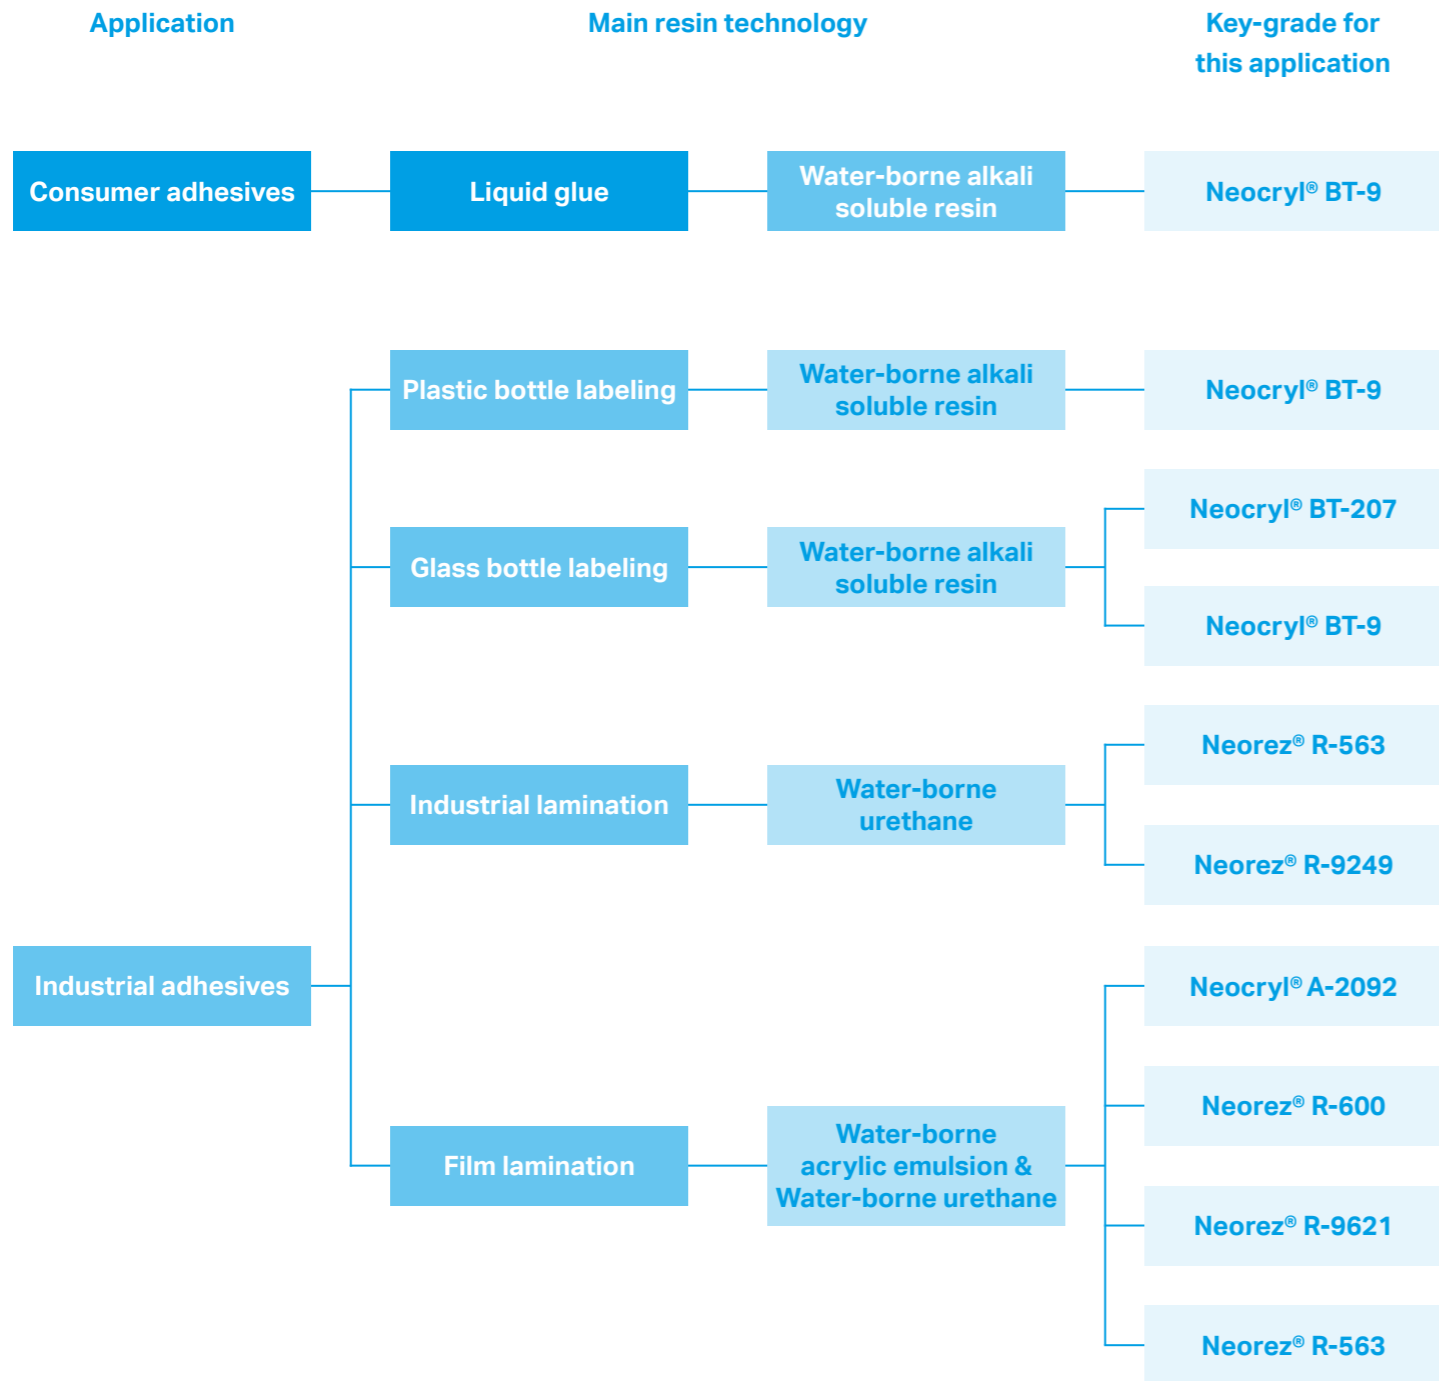 Application
Main resin technology
Key-grade for
this application
Consumer adhesives
Liquid glue
Water-borne alkali
soluble resin
Neocryl® BT-9
Plastic bottle labeling
Water-borne alkali
soluble resin
Neocryl® BT-9
Glass bottle labeling
Water-borne alkali
soluble resin
Neocryl® BT-207
Neocryl® BT-9
Industrial lamination
Water-borne
urethane
Neorez® R-563
Neorez® R-9249
Industrial adhesives
Film lamination
Water-borne
acrylic emulsion &
Water-borne urethane
Neocryl® A-2092
Neorez® R-600
Neorez® R-9621
Neorez® R-563